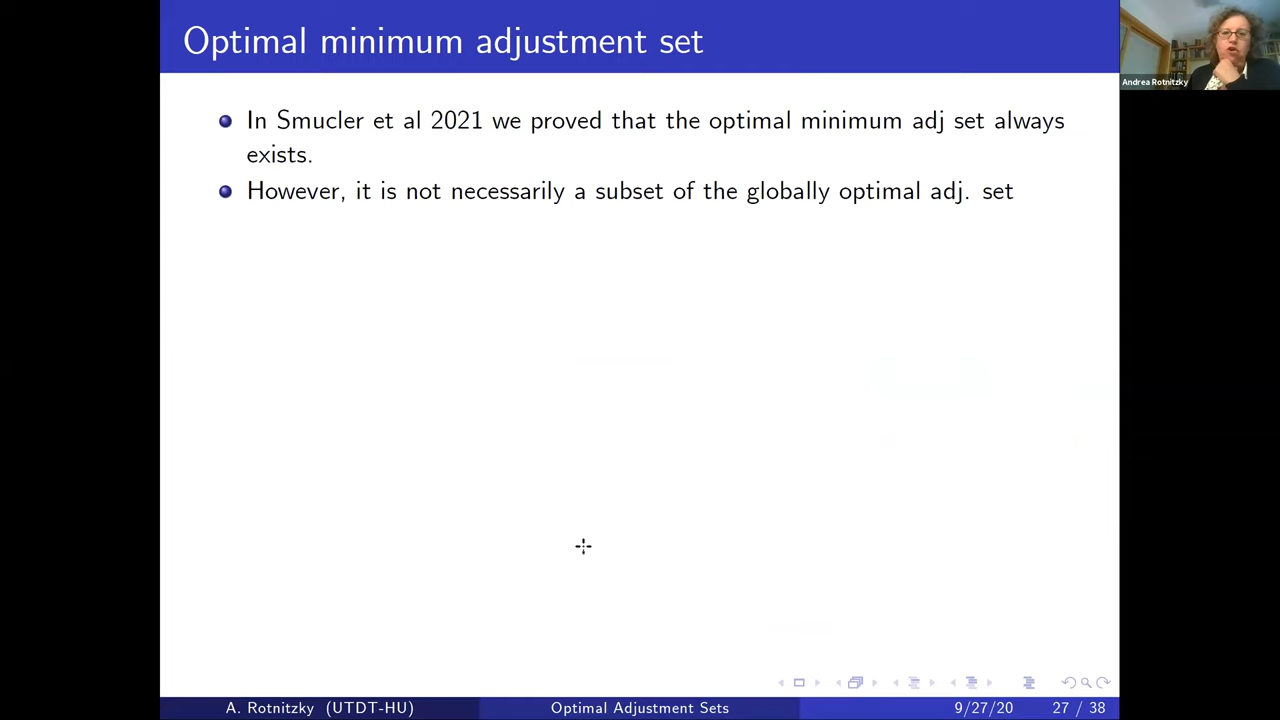 Optimal minimum adjustment set
Andrea Rotnitzky
In Smucler et al 2021 we proved that the optimal minimum adj set always
exists.
However, it is not necessarily a subset of the globally optimal adj. set
A. Rotnitzky (UTDT-HU)
Optimal Adjustment Sets
9/27/20
27 / 38